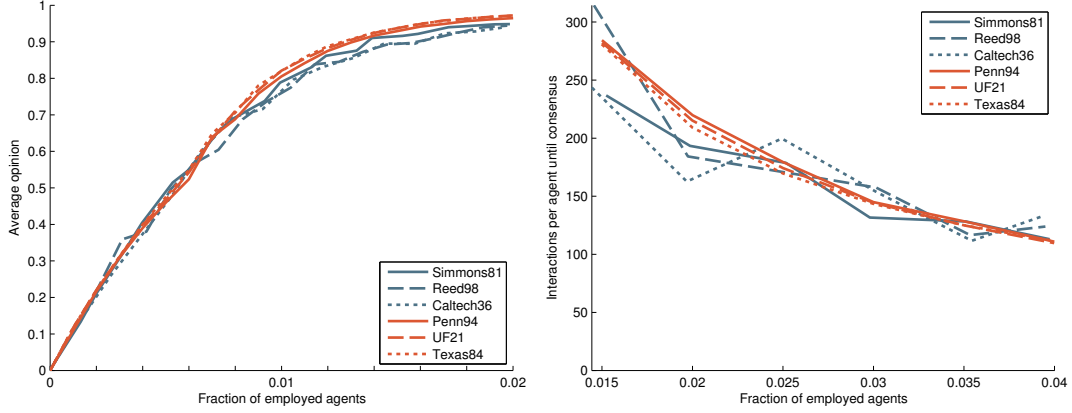 1
0.9
0.8
0.7
0.6
0.5
0.4
0.3
0.2
0.1
0
Average opinion
Simmons81
Reed98
Caltech36
Penn94
UF21
Texas84
0 0.01 0.02
Fraction of employed agents
300
250
200
150
100
50
0
Interactions per agent until consensus
Simmons81
Reed98
Caltech36
Penn94
UF21
Texas84
0.015 0.02 0.025 0.03 0.035 0.04
Fraction of employed agents